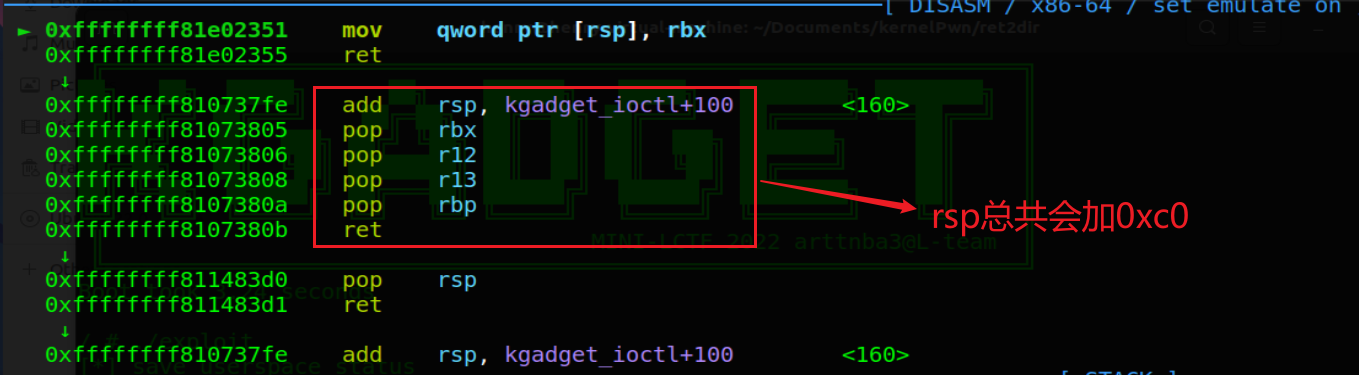 [ DISASM / x86-64 / set emulate on
► 0xffffffff81e02351 mov qword ptr [rsp], rbx
0xffffffff81e02355 ret
↓
0xffffffff810737fe add rsp, kgadget_ioctl+100 <160>
0xffffffff81073805 pop rbx
0xffffffff81073806 pop r12
0xffffffff81073808 pop r13
0xffffffff8107380a pop rbp
0xffffffff8107380b ret
rsp总共会加0xc0
MINI-LCTF 2022 arttnba3@L-team
↓
0xffffffff811483d0 pop rsp
0xffffffff811483d1 ret
↓
0xffffffff810737fe add rsp, kgadget_ioctl+100 <160>